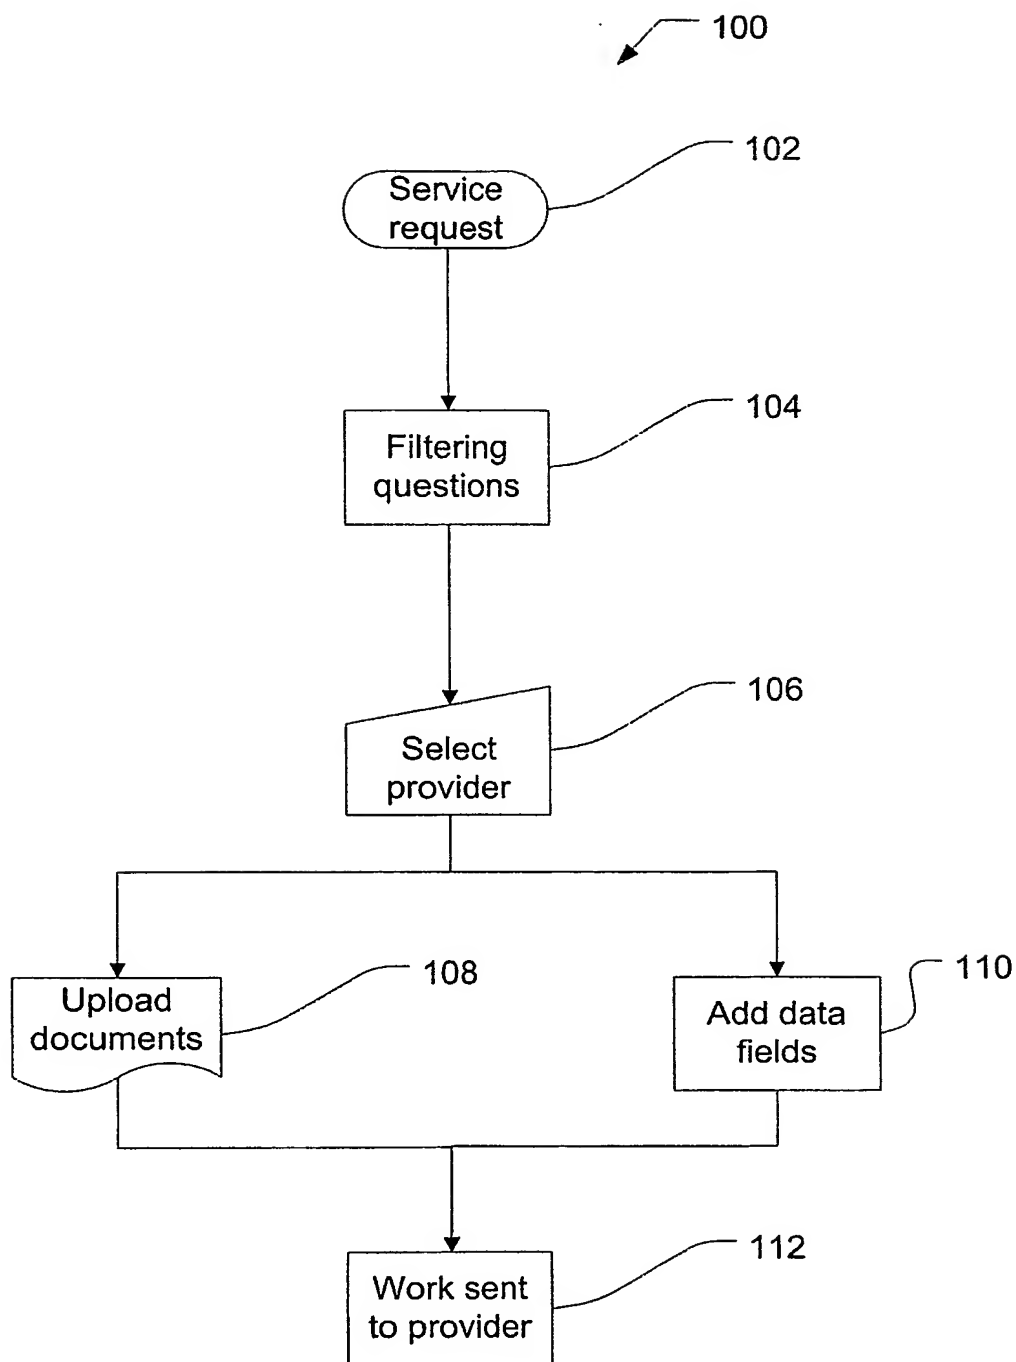 100
102
Service
request
104
Filtering
questions
106
Select
provider
108
Upload
documents
110
Add data
fields
112
Work sent
to provider